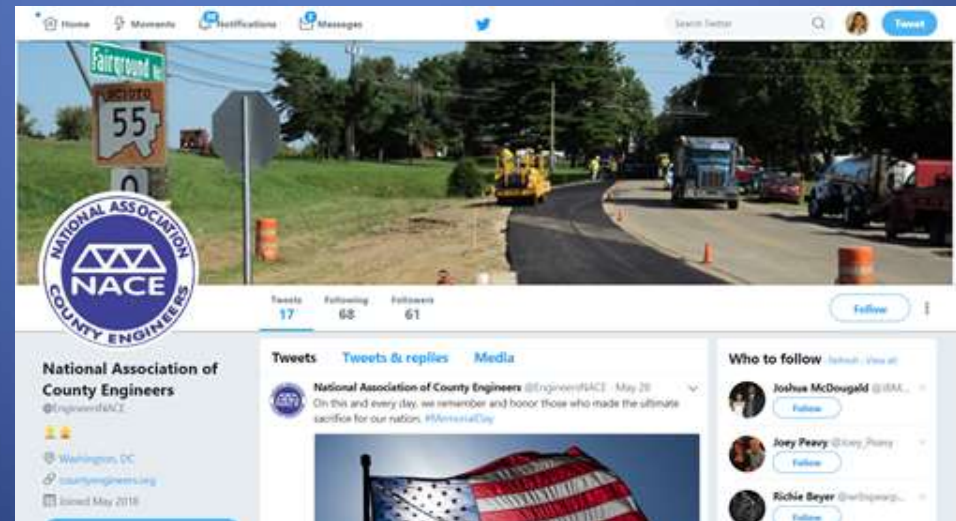 Home Moments Notifications Messages Search Twitter Tweet
Fairground
SCIOTO
55
NATIONAL ASSOCIATION
NACE
COUNTY ENGINEERS
Tweets Following Followers
17 68 61
Follow
National Association of
County Engineers
@EngineersNACE
Washington, DC
countyengineers.org
Joined May 2018
Tweets Tweets & replies Media
National Association of County Engineers @EngineersNACE · May 28
On this and every day, we remember and honor those who made the ultimate
sacrifice for our nation. #MemorialDay
Who to follow · Refresh · View all
Joshua McDougald
Follow
Joey Peavy @Joey_Peavy
Follow
Richie Beyer
Follow